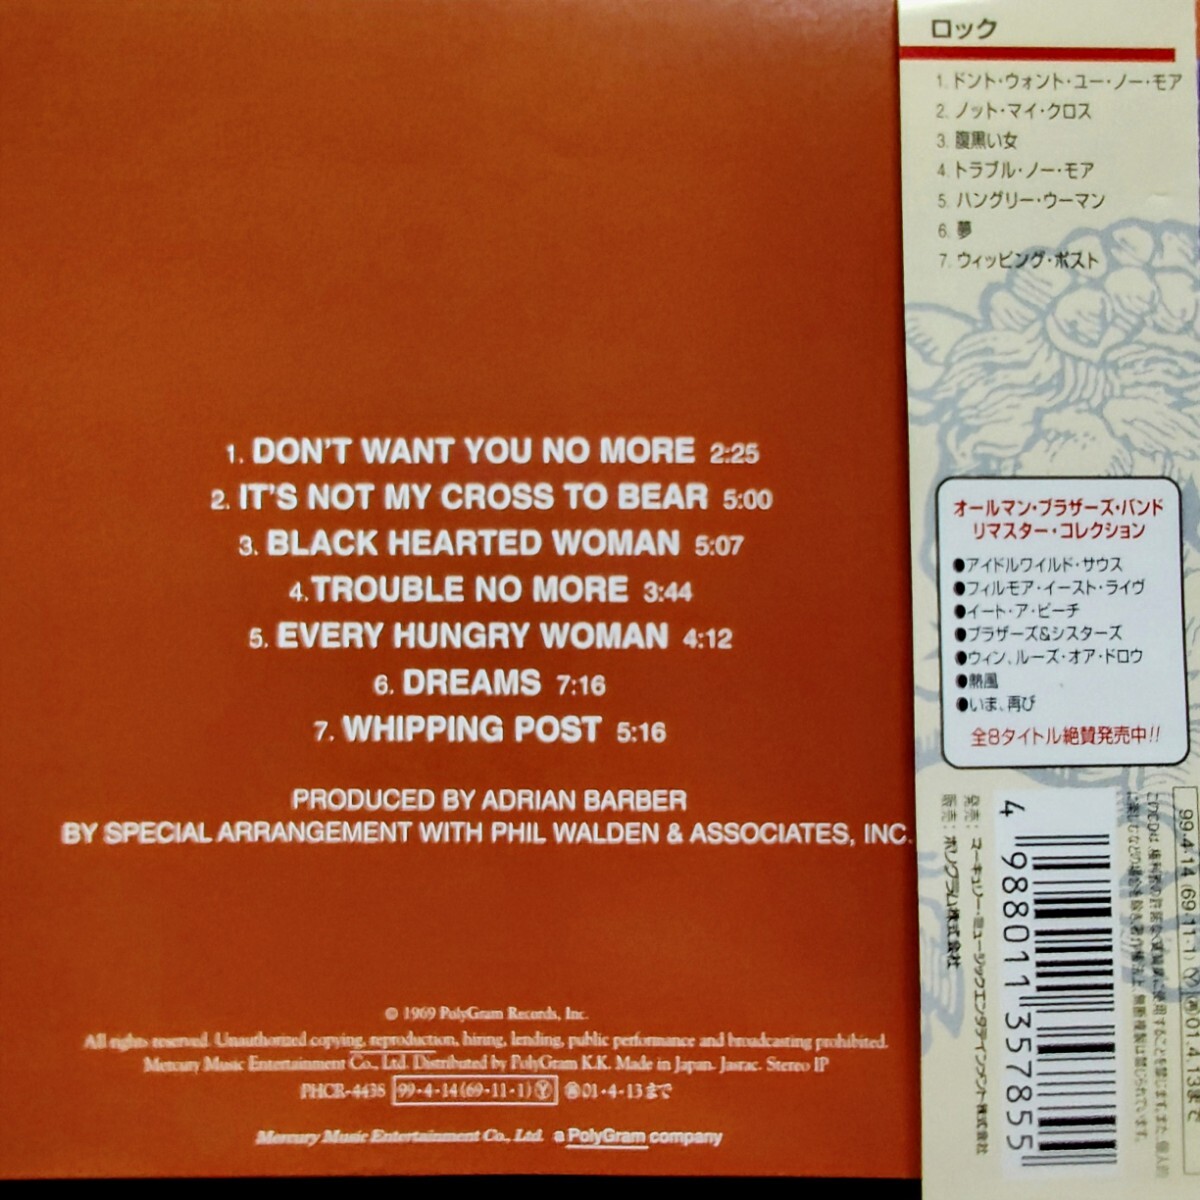 1. DON'T WANT YOU NO MORE 2:25
2. IT'S NOT MY CROSS TO BEAR 5:00
3. BLACK HEARTED WOMAN 5:07
4. TROUBLE NO MORE 3:44
5. EVERY HUNGRY WOMAN 4:12
6. DREAMS 7:16
7. WHIPPING POST 5:16
PRODUCED BY ADRIAN BARBER
BY SPECIAL ARRANGEMENT WITH PHIL WALDEN & ASSOCIATES, INC.
© 1969 PolyGram Records, Inc.
All rights reserved. Unauthorized copying, reproduction, hiring, lending, public performance and broadcasting prohibited.
Mercury Music Entertainment Co., Ltd. Distributed by PolyGram K.K. Made in Japan. Jasrac. Stereo IP
PHCR-4438 99・4・14 (69・11・1) Ⓨ ㊝01・4・13まで
Mercury Music Entertainment Co., Ltd. a PolyGram company
ロック
1. ドント・ウォント・ユー・ノー・モア
2. ノット・マイ・クロス
3. 腹黒い女
4. トラブル・ノー・モア
5. ハングリー・ウーマン
6. 夢
7. ウィッピング・ポスト
オールマン・ブラザーズ・バンド
リマスター・コレクション
●アイドルワイルド・サウス
●フィルモア・イースト・ライヴ
●イート・ア・ピーチ
●ブラザーズ&シスターズ
●ウィン、ルーズ・オア・ドロウ
●熱風
●いま、再び
全8タイトル絶賛発売中!!
99・4・14 (69・11・1) Ⓨ ㊝01・4・13まで
4 988011 357855
発売：マーキュリー・ミュージックエンタテインメント株式会社
販売：ポリグラム株式会社